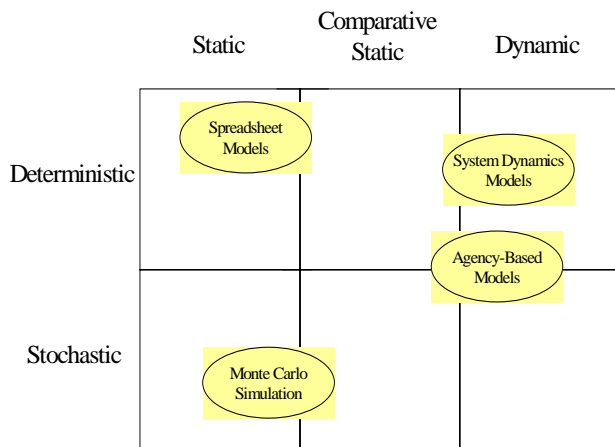 Static
Comparative
Static
Dynamic
Deterministic
Spreadsheet
Models
System Dynamics
Models
Agency-Based
Models
Stochastic
Monte Carlo
Simulation